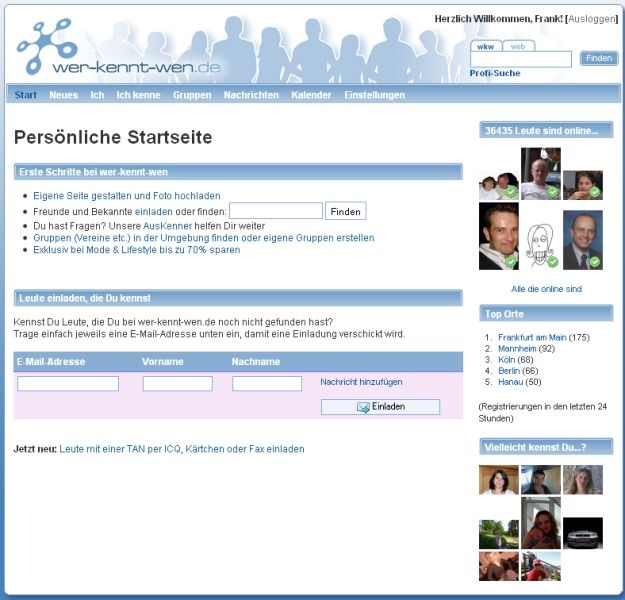 Herzlich Willkommen, Frank! [Ausloggen]
wer-kennt-wen.de
wkw web
Finden
Profi-Suche
Start Neues Ich Ich kenne Gruppen Nachrichten Kalender Einstellungen
Persönliche Startseite
Erste Schritte bei wer-kennt-wen
Eigene Seite gestalten und Foto hochladen
Freunde und Bekannte einladen oder finden: Finden
Du hast Fragen? Unsere AusKenner helfen Dir weiter
Gruppen (Vereine etc.) in der Umgebung finden oder eigene Gruppen erstellen
Exklusiv bei Mode & Lifestyle bis zu 70% sparen
Leute einladen, die Du kennst
Kennst Du Leute, die Du bei wer-kennt-wen.de noch nicht gefunden hast?
Trage einfach jeweils eine E-Mail-Adresse unten ein, damit eine Einladung verschickt wird.
E-Mail-Adresse Vorname Nachname
Nachricht hinzufügen
Einladen
Jetzt neu: Leute mit einer TAN per ICQ, Kärtchen oder Fax einladen
36435 Leute sind online...
Alle die online sind
Top Orte
1. Frankfurt am Main (175)
2. Mannheim (92)
3. Köln (68)
4. Berlin (66)
5. Hanau (50)
(Registrierungen in den letzten 24
Stunden)
Vielleicht kennst Du...?